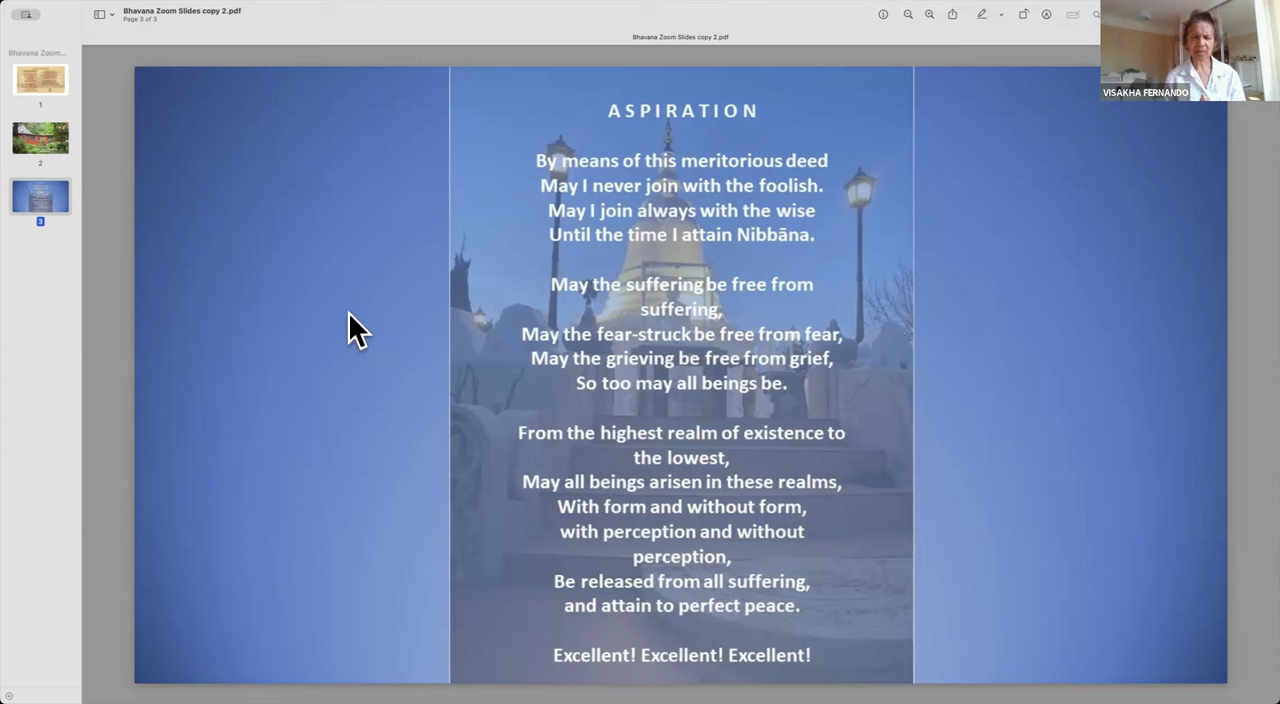 Bhavana Zoom Slides copy 2.pdf
Page 3 of 3
Bhavana Zoom Slides copy 2.pdf
Bhavana Zoom...
1
2
3
VISAKHA FERNANDO
ASPIRATION
By means of this meritorious deed
May I never join with the foolish.
May I join always with the wise
Until the time I attain Nibbāna.
May the suffering be free from
suffering,
May the fear-struck be free from fear,
May the grieving be free from grief,
So too may all beings be.
From the highest realm of existence to
the lowest,
May all beings arisen in these realms,
With form and without form,
with perception and without
perception,
Be released from all suffering,
and attain to perfect peace.
Excellent! Excellent! Excellent!